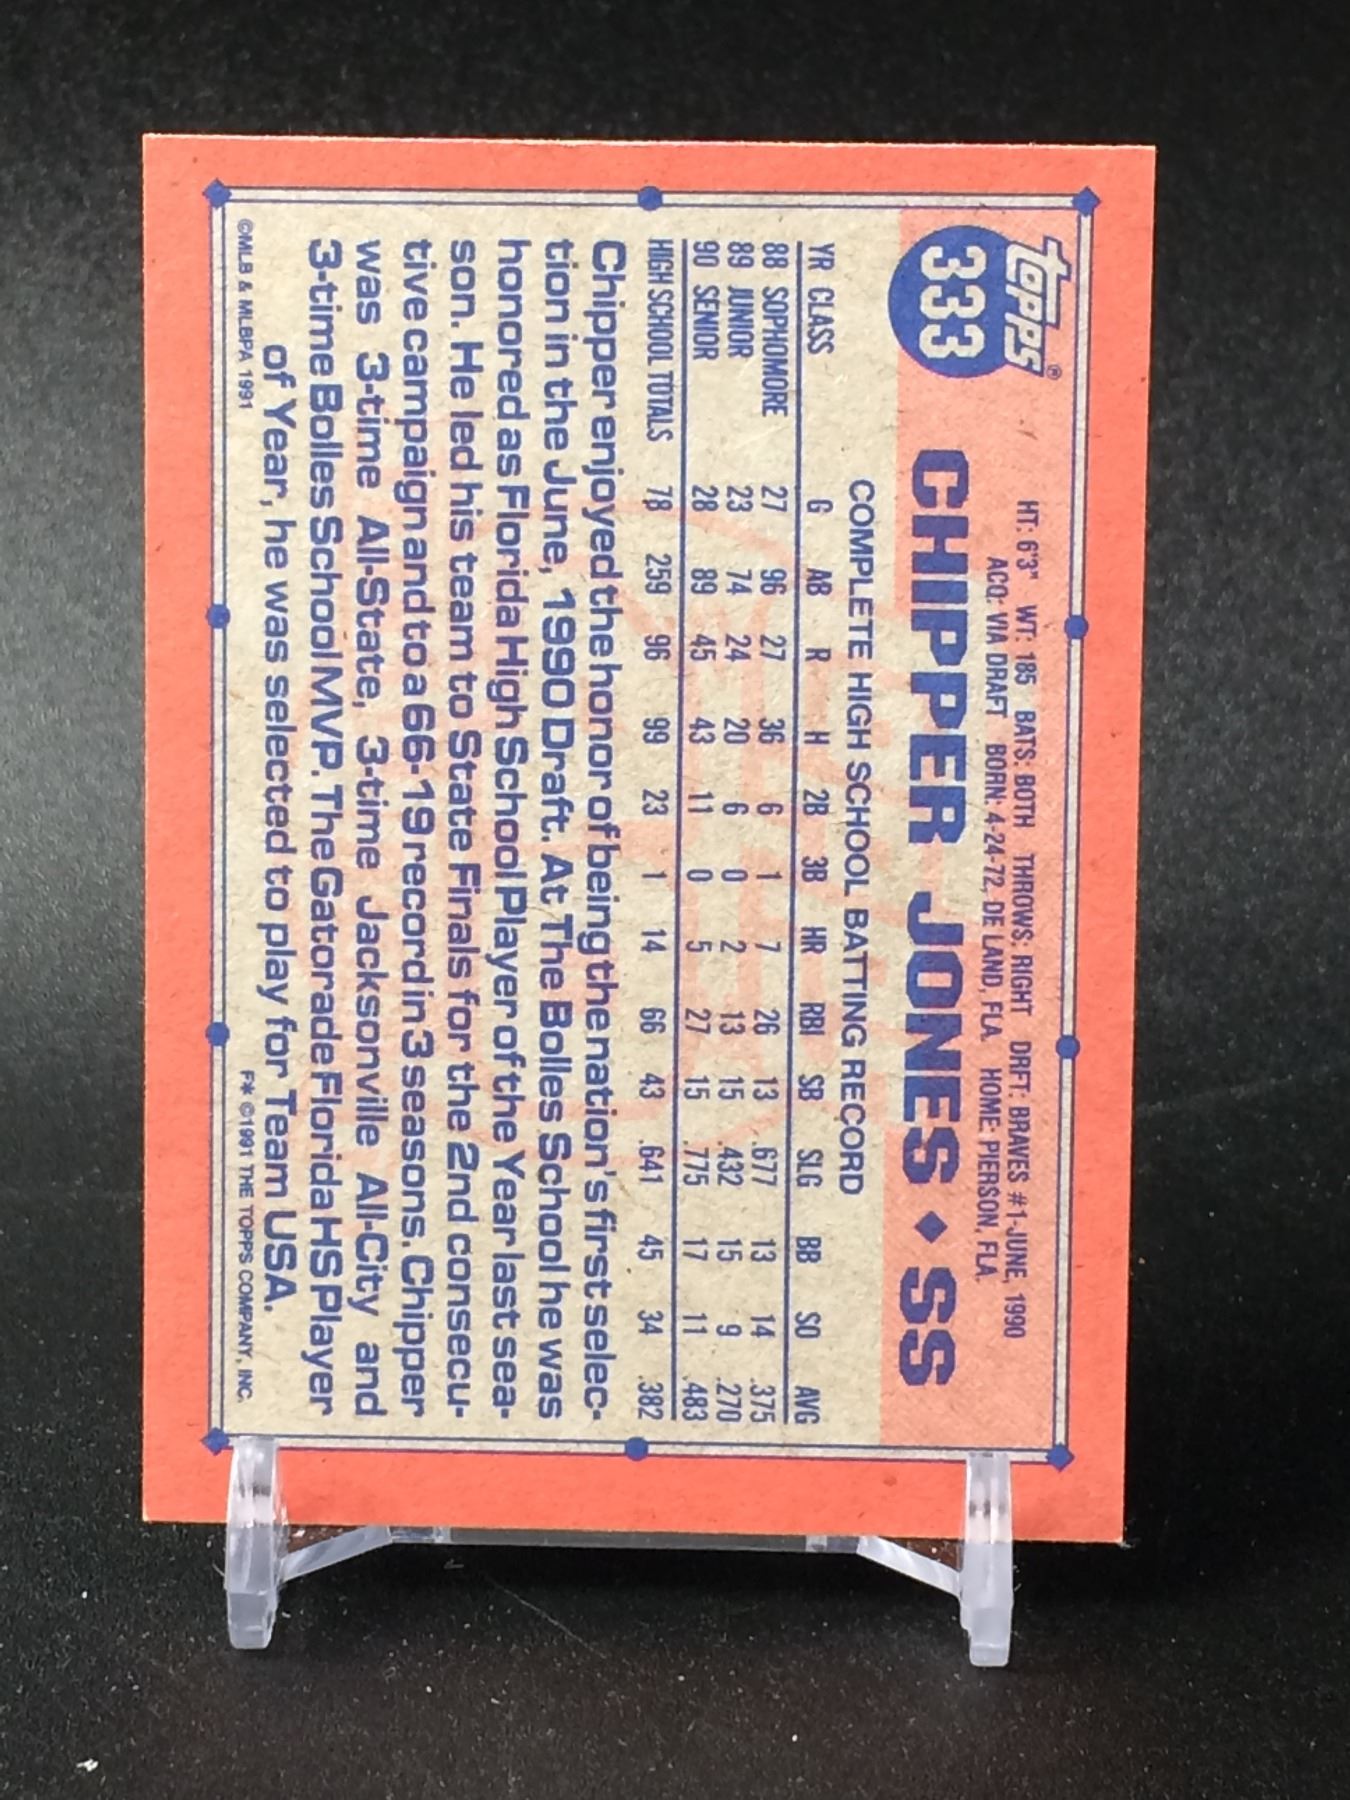 topps®
333
HT: 6'3" WT: 185 BATS: BOTH THROWS: RIGHT DRFT: BRAVES #1-JUNE, 1990
ACQ: VIA DRAFT BORN: 4-24-72, DE LAND, FLA. HOME: PIERSON, FLA.
CHIPPER JONES ♦ SS
COMPLETE HIGH SCHOOL BATTING RECORD
YR CLASS G AB R H 2B 3B HR RBI SB SLG BB SO AVG
88 SOPHOMORE 27 96 27 36 6 1 7 26 13 .677 13 14 .375
89 JUNIOR 23 74 24 20 6 0 2 13 15 .432 15 9 .270
90 SENIOR 28 89 45 43 11 0 5 27 15 .775 17 11 .483
HIGH SCHOOL TOTALS 78 259 96 99 23 1 14 66 43 .641 45 34 .382
Chipper enjoyed the honor of being the nation's first selec-
tion in the June, 1990 Draft. At The Bolles School he was
honored as Florida High School Player of the Year last sea-
son. He led his team to State Finals for the 2nd consecu-
tive campaign and to a 66-19 record in 3 seasons. Chipper
was 3-time All-State, 3-time Jacksonville All-City and
3-time Bolles School MVP. The Gatorade Florida HS Player
of Year, he was selected to play for Team USA.
©MLB & MLBPA 1991 F* ©1991 THE TOPPS COMPANY, INC.